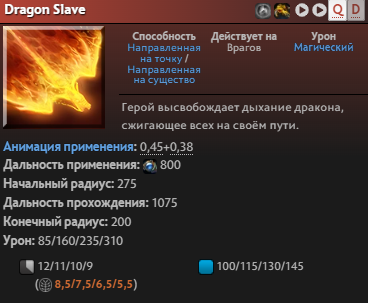 Dragon Slave
Q D
Способность Действует на Урон
Направленная на точку / Направленная на существо
Врагов
Магический
Герой высвобождает дыхание дракона,
сжигающее всех на своём пути.
Анимация применения: 0,45+0,38
Дальность применения: 800
Начальный радиус: 275
Дальность прохождения: 1075
Конечный радиус: 200
Урон: 85/160/235/310
12/11/10/9 100/115/130/145
(8,5/7,5/6,5/5,5)